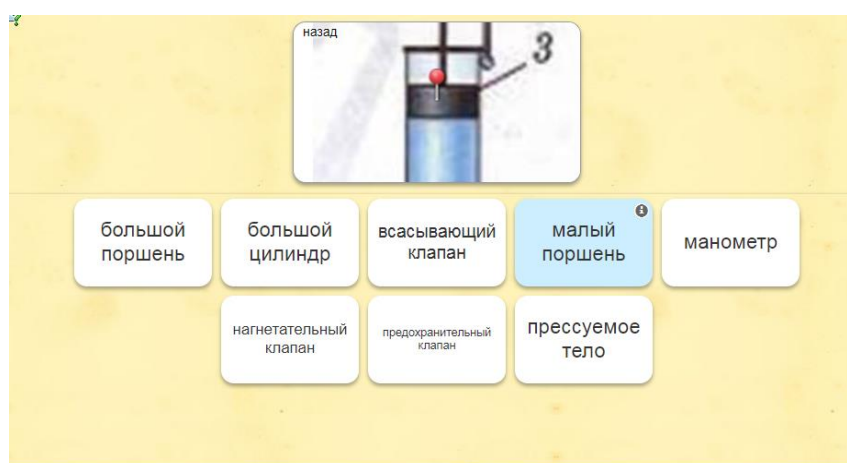 назад
3
большой
поршень
большой
цилиндр
всасывающий
клапан
малый
поршень
манометр
нагнетательный
клапан
предохранительный
клапан
прессуемое
тело